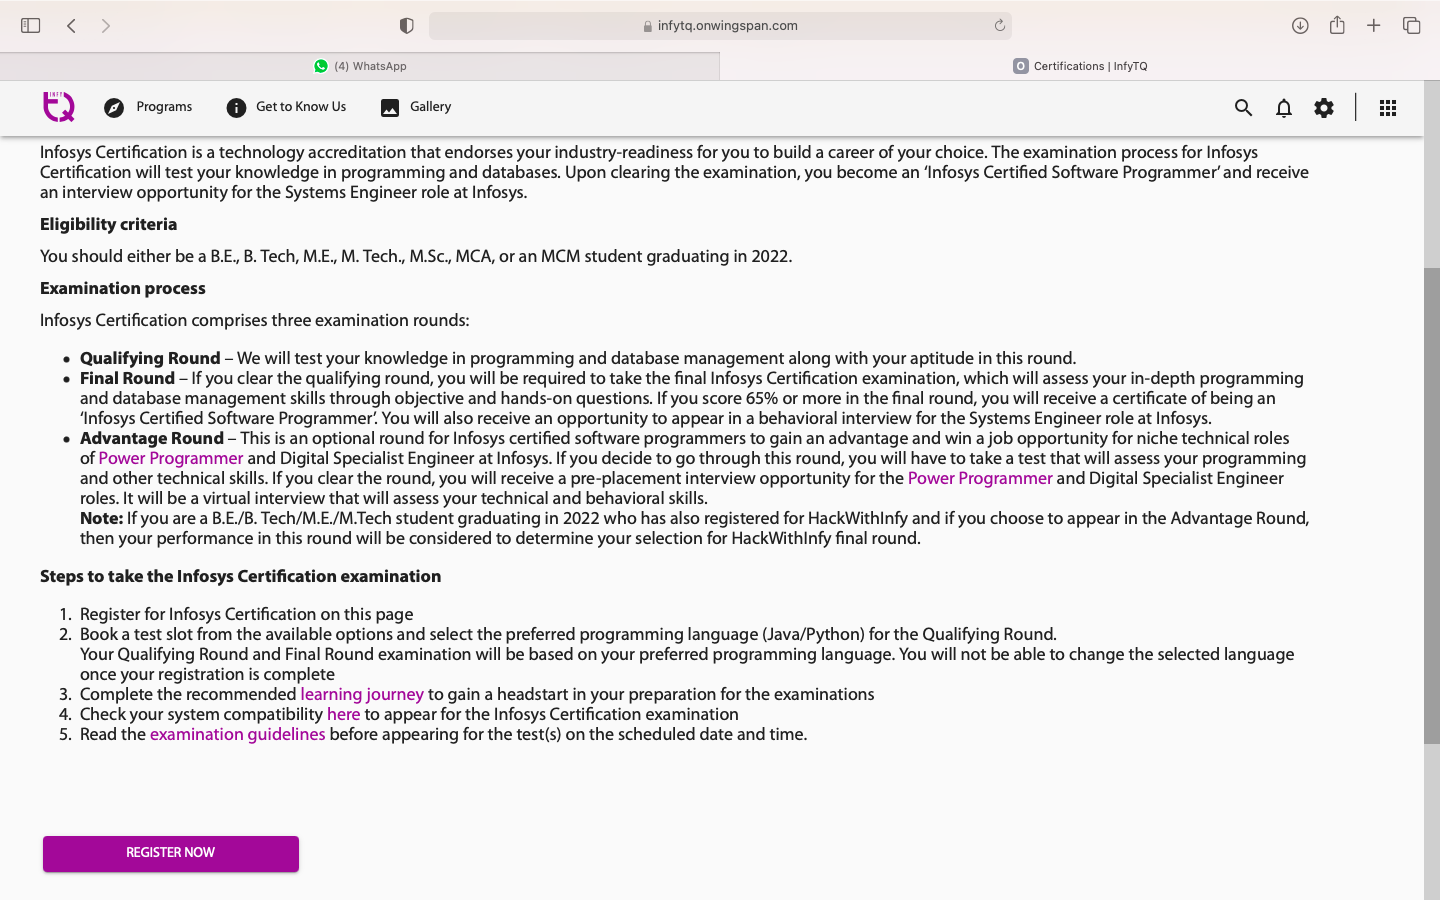 infytq.onwingspan.com
(4) WhatsApp
O Certifications | InfyTQ
INFY
TQ
Programs
Get to Know Us
Gallery
Infosys Certification is a technology accreditation that endorses your industry-readiness for you to build a career of your choice. The examination process for Infosys
Certification will test your knowledge in programming and databases. Upon clearing the examination, you become an ‘Infosys Certified Software Programmer’ and receive
an interview opportunity for the Systems Engineer role at Infosys.
Eligibility criteria
You should either be a B.E., B. Tech, M.E., M. Tech., M.Sc., MCA, or an MCM student graduating in 2022.
Examination process
Infosys Certification comprises three examination rounds:
• Qualifying Round – We will test your knowledge in programming and database management along with your aptitude in this round.
• Final Round – If you clear the qualifying round, you will be required to take the final Infosys Certification examination, which will assess your in-depth programming
and database management skills through objective and hands-on questions. If you score 65% or more in the final round, you will receive a certificate of being an
‘Infosys Certified Software Programmer’. You will also receive an opportunity to appear in a behavioral interview for the Systems Engineer role at Infosys.
• Advantage Round – This is an optional round for Infosys certified software programmers to gain an advantage and win a job opportunity for niche technical roles
of Power Programmer and Digital Specialist Engineer at Infosys. If you decide to go through this round, you will have to take a test that will assess your programming
and other technical skills. If you clear the round, you will receive a pre-placement interview opportunity for the Power Programmer and Digital Specialist Engineer
roles. It will be a virtual interview that will assess your technical and behavioral skills.
Note: If you are a B.E./B. Tech/M.E./M.Tech student graduating in 2022 who has also registered for HackWithInfy and if you choose to appear in the Advantage Round,
then your performance in this round will be considered to determine your selection for HackWithInfy final round.
Steps to take the Infosys Certification examination
1. Register for Infosys Certification on this page
2. Book a test slot from the available options and select the preferred programming language (Java/Python) for the Qualifying Round.
Your Qualifying Round and Final Round examination will be based on your preferred programming language. You will not be able to change the selected language
once your registration is complete
3. Complete the recommended learning journey to gain a headstart in your preparation for the examinations
4. Check your system compatibility here to appear for the Infosys Certification examination
5. Read the examination guidelines before appearing for the test(s) on the scheduled date and time.
REGISTER NOW